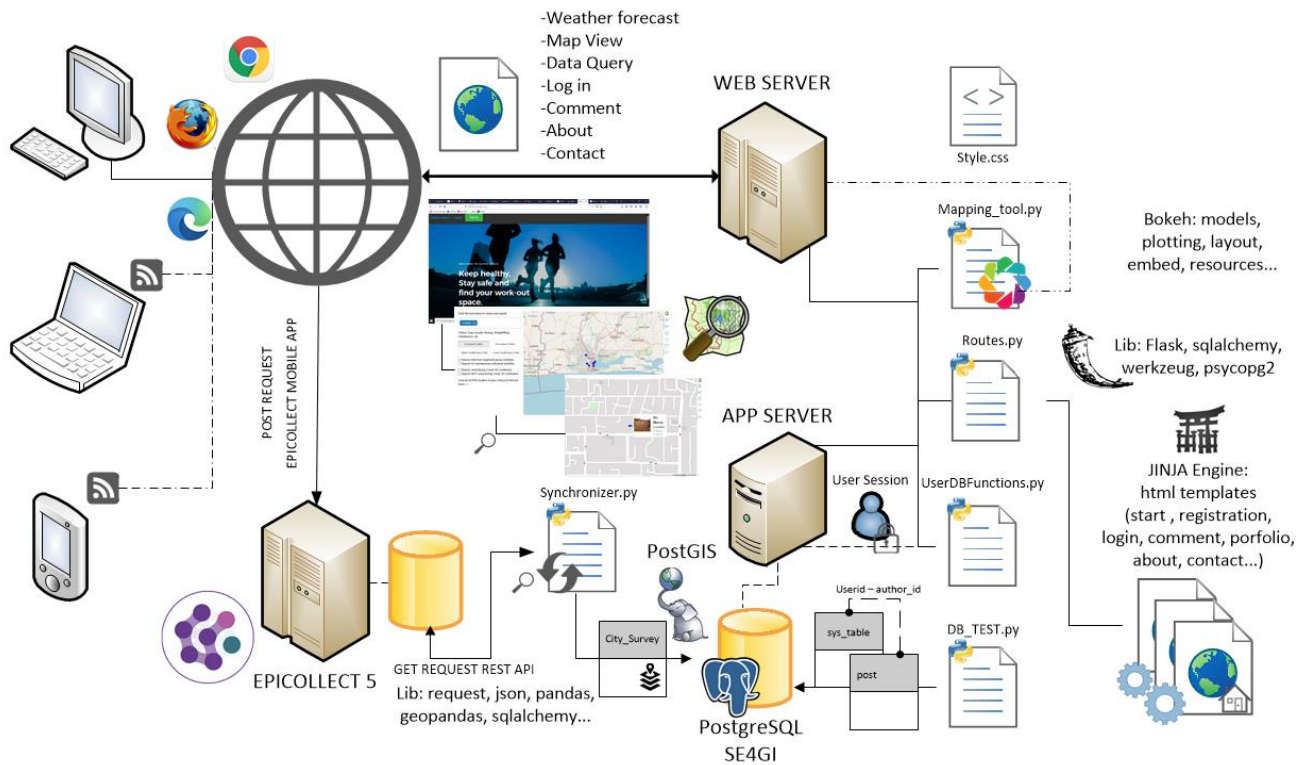 -Weather forecast
-Map View
-Data Query
-Log in
-Comment
-About
-Contact
WEB SERVER
< >
Style.css
Mapping_tool.py
Bokeh: models,
plotting, layout,
embed, resources...
Keep healthy,
Stay safe and
find your work-out
space.
Routes.py
Lib: Flask, sqlalchemy,
werkzeug, psycopg2
POST REQUEST
EPICOLLECT MOBILE APP
APP SERVER
JINJA Engine:
html templates
(start , registration,
login, comment, porfolio,
about, contact...)
Synchronizer.py
User Session
UserDBFunctions.py
PostGIS
Userid – author_id
City_Survey
sys_table
DB_TEST.py
post
GET REQUEST REST API
EPICOLLECT 5
Lib: request, json, pandas,
geopandas, sqlalchemy...
PostgreSQL
SE4GI